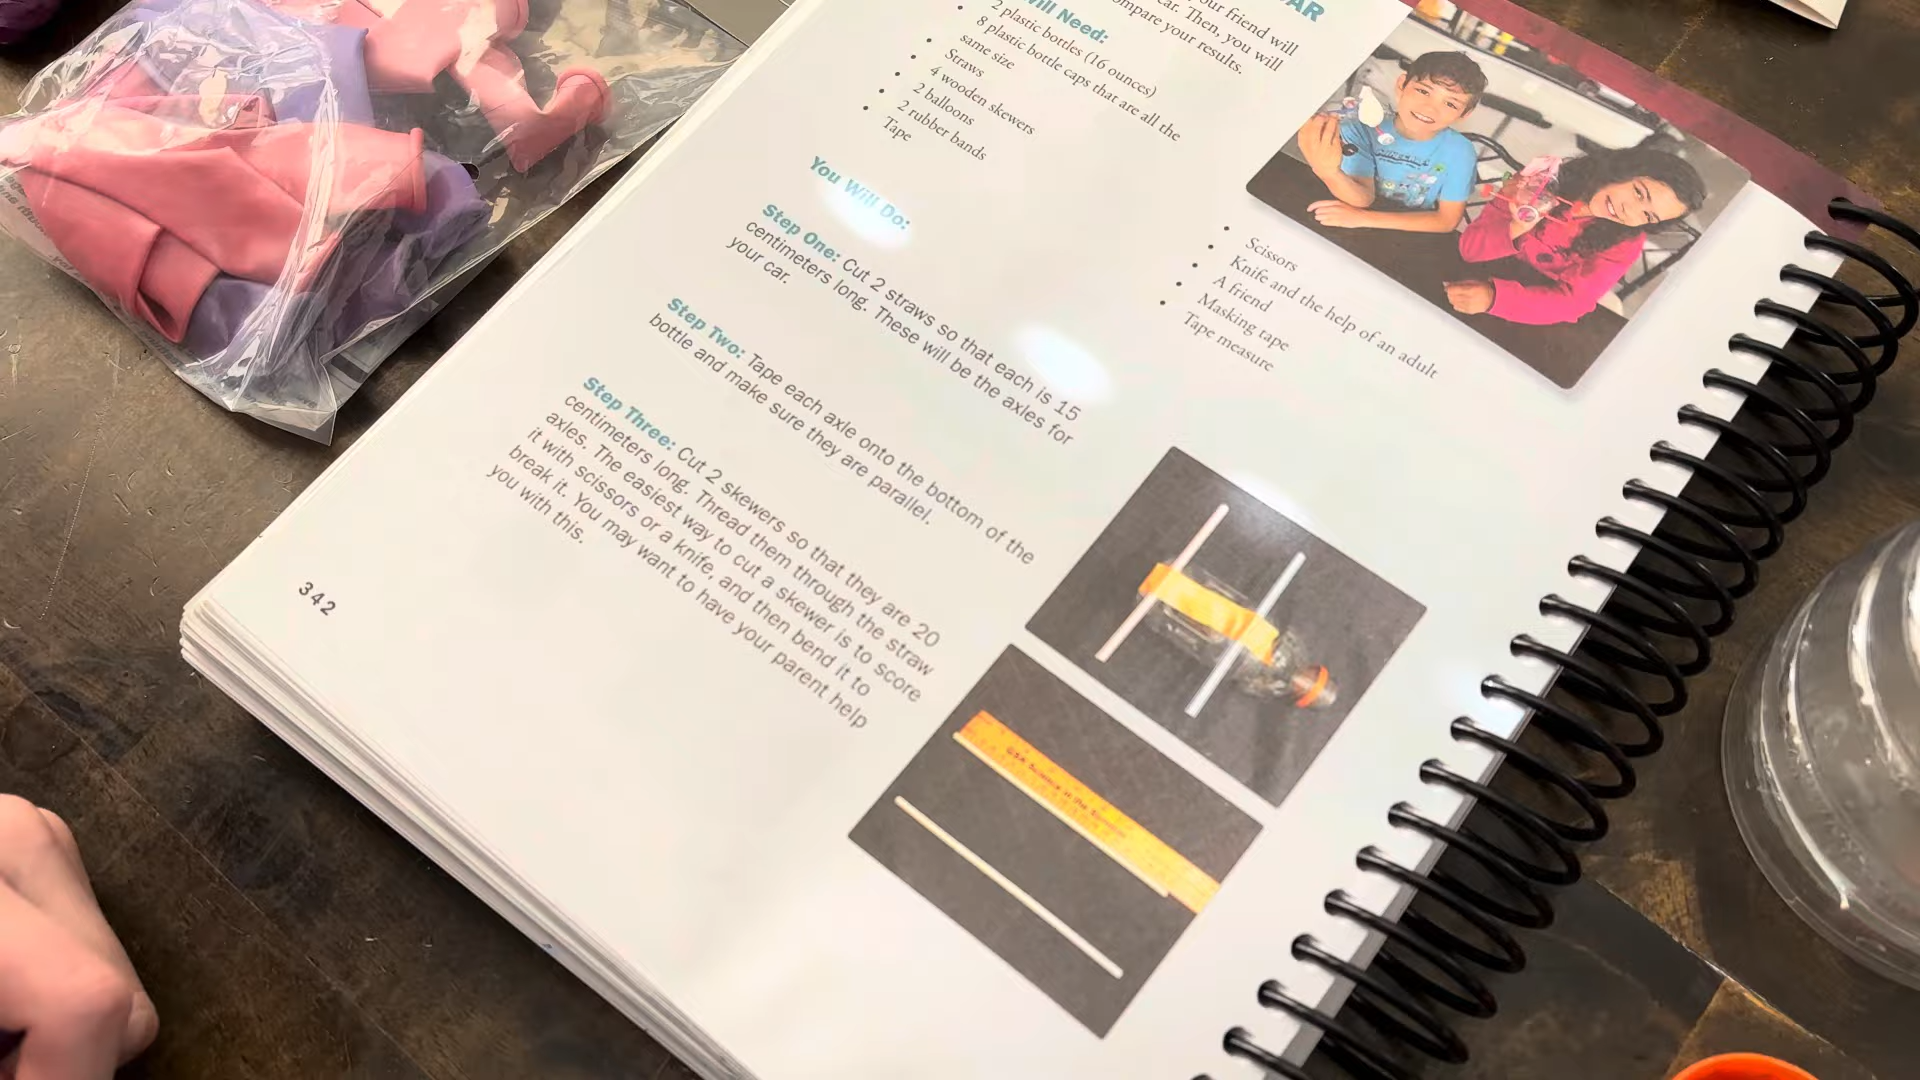 AR
our friend will
car. Then, you will
mpare your results.
Will Need:
2 plastic bottles (16 ounces)
8 plastic bottle caps that are all the
same size
Straws
4 wooden skewers
2 balloons
2 rubber bands
Tape
Scissors
Knife and the help of an adult
A friend
Masking tape
Tape measure
You Will Do:
Step One: Cut 2 straws so that each is 15
centimeters long. These will be the axles for
your car.
Step Two: Tape each axle onto the bottom of the
bottle and make sure they are parallel.
Step Three: Cut 2 skewers so that they are 20
centimeters long. Thread them through the straw
axles. The easiest way to cut a skewer is to score
it with scissors or a knife, and then bend it to
break it. You may want to have your parent help
you with this.
342
MINECRAFT